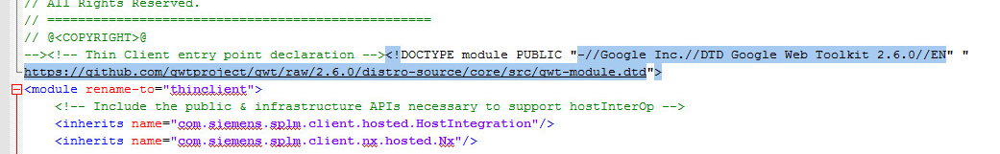 // All Rights Reserved.
// ==================================================
// @<COPYRIGHT>@
--><!-- Thin Client entry point declaration --><!DOCTYPE module PUBLIC "-//Google Inc.//DTD Google Web Toolkit 2.6.0//EN" "
https://github.com/gwtproject/gwt/raw/2.6.0/distro-source/core/src/gwt-module.dtd">
<module rename-to="thinclient">
<!-- Include the public & infrastructure APIs necessary to support hostInterOp -->
<inherits name="com.siemens.splm.client.hosted.HostIntegration"/>
<inherits name="com.siemens.splm.client.nx.hosted.Nx"/>